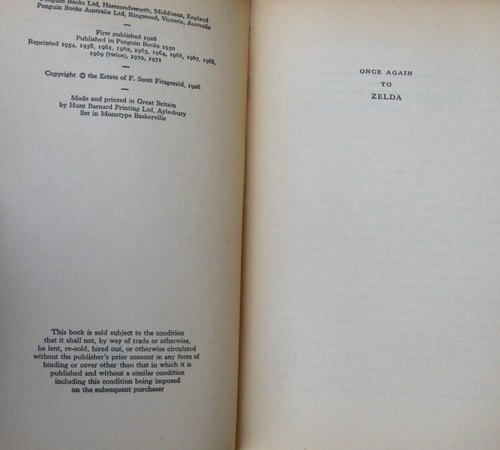 Penguin Books Ltd, Harmondsworth, Middlesex, England
Penguin Books Australia Ltd, Ringwood, Victoria, Australia
—
First published 1926
Published in Penguin Books 1950
Reprinted 1954, 1958, 1961, 1962, 1963, 1964, 1966, 1967, 1968,
1969 (twice), 1970, 1971
—
Copyright © the Estate of F. Scott Fitzgerald, 1926
—
Made and printed in Great Britain
by Hunt Barnard Printing Ltd, Aylesbury
Set in Monotype Baskerville
This book is sold subject to the condition
that it shall not, by way of trade or otherwise,
be lent, re-sold, hired out, or otherwise circulated
without the publisher's prior consent in any form of
binding or cover other than that in which it is
published and without a similar condition
including this condition being imposed
on the subsequent purchaser
ONCE AGAIN
TO
ZELDA